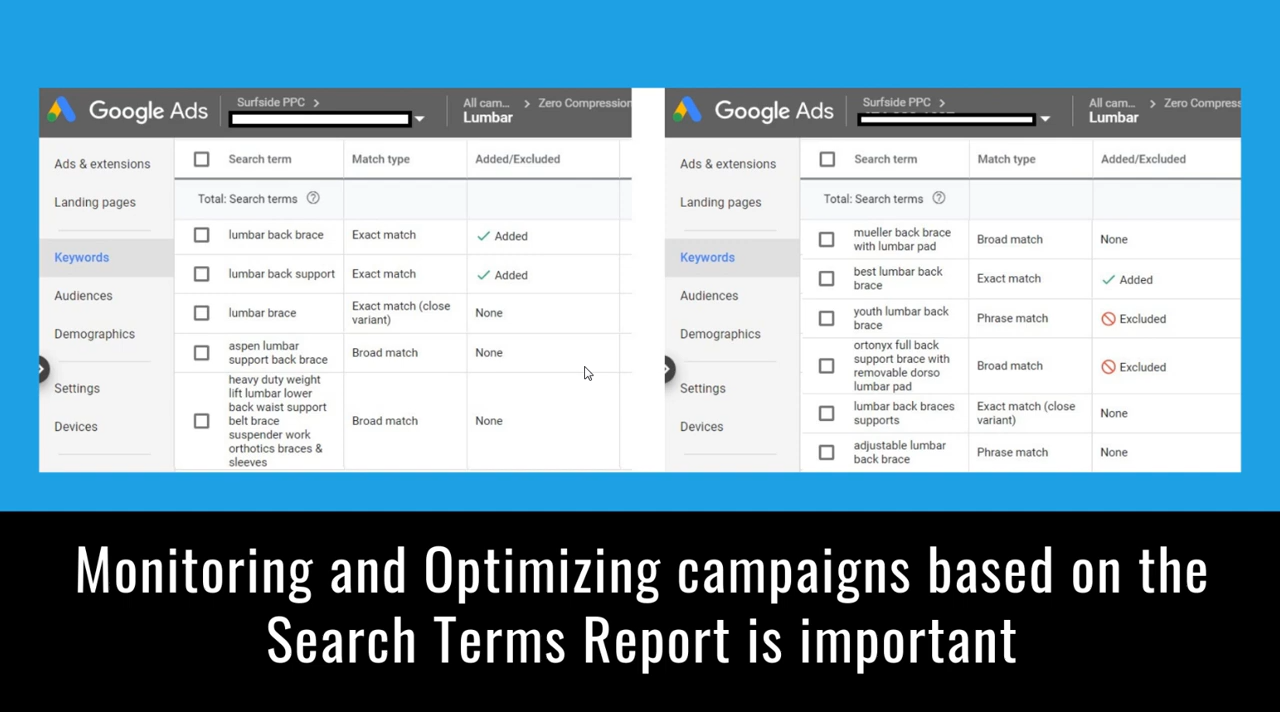 Google Ads
Surfside PPC >
All cam... > Zero Compression
Lumbar
Ads & extensions
Landing pages
Keywords
Audiences
Demographics
Settings
Devices
Search term Match type Added/Excluded
Total: Search terms ?
lumbar back brace Exact match Added
lumbar back support Exact match Added
lumbar brace Exact match (close
variant) None
aspen lumbar
support back brace Broad match None
heavy duty weight
lift lumbar lower
back waist support
belt brace
suspender work
orthotics braces &
sleeves Broad match None
Google Ads
Surfside PPC >
All cam... > Zero Compress
Lumbar
Ads & extensions
Landing pages
Keywords
Audiences
Demographics
Settings
Devices
Search term Match type Added/Excluded
Total: Search terms ?
mueller back brace
with lumbar pad Broad match None
best lumbar back
brace Exact match Added
youth lumbar back
brace Phrase match Excluded
ortonyx full back
support brace with
removable dorso
lumbar pad Broad match Excluded
lumbar back braces
supports Exact match (close
variant) None
adjustable lumbar
back brace Phrase match None
Monitoring and Optimizing campaigns based on the
Search Terms Report is important